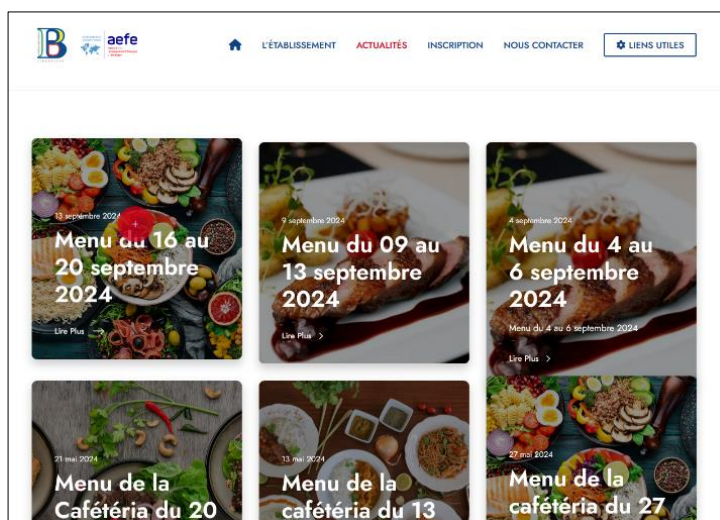 B
aefe
L'ÉTABLISSEMENT
ACTUALITÉS
INSCRIPTION
NOUS CONTACTER
LIENS UTILES
13 septembre 2024
Menu du 16 au
20 septembre
2024
Lire Plus
9 septembre 2024
Menu du 09 au
13 septembre
2024
Lire Plus
4 septembre 2024
Menu du 4 au
6 septembre
2024
Menu du 4 au 6 septembre 2024
Lire Plus
21 mai 2024
Menu de la
Cafétéria du 20
13 mai 2024
Menu de la
cafétéria du 13
27 mai 2024
Menu de la
cafétéria du 27